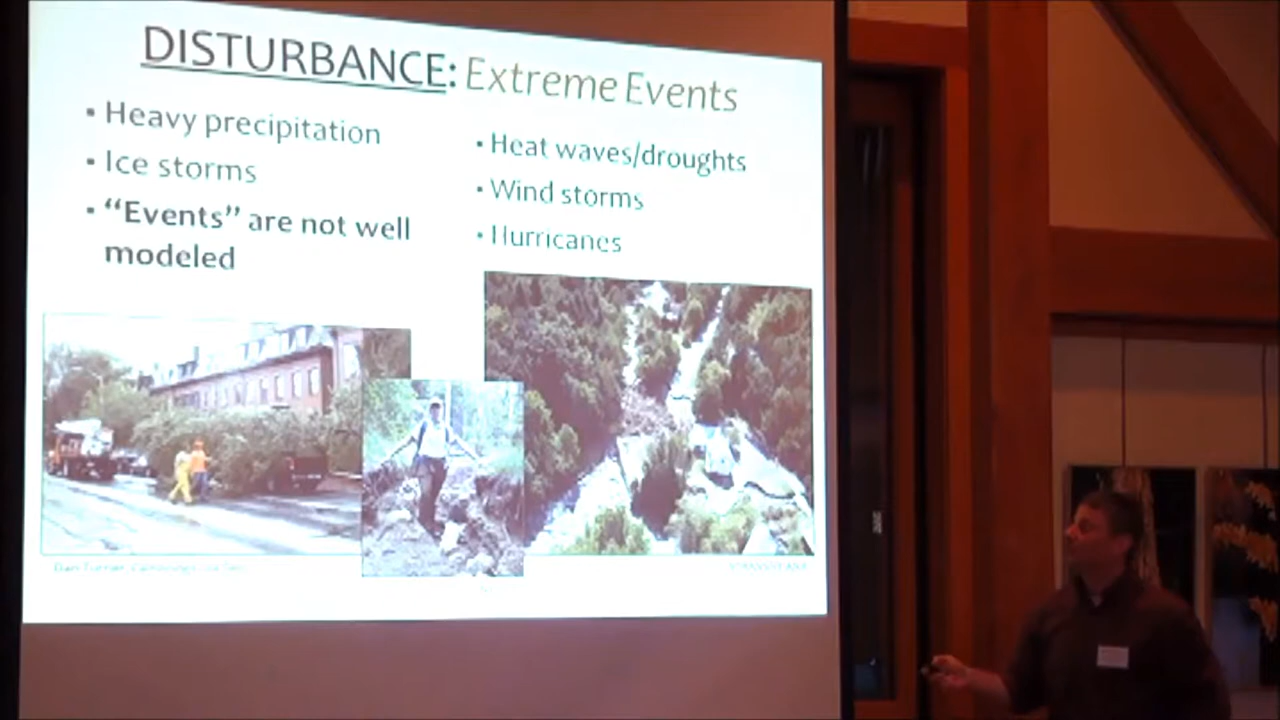 DISTURBANCE: Extreme Events
▪ Heavy precipitation
▪ Ice storms
▪ “Events” are not well
modeled
▪ Heat waves/droughts
▪ Wind storms
▪ Hurricanes